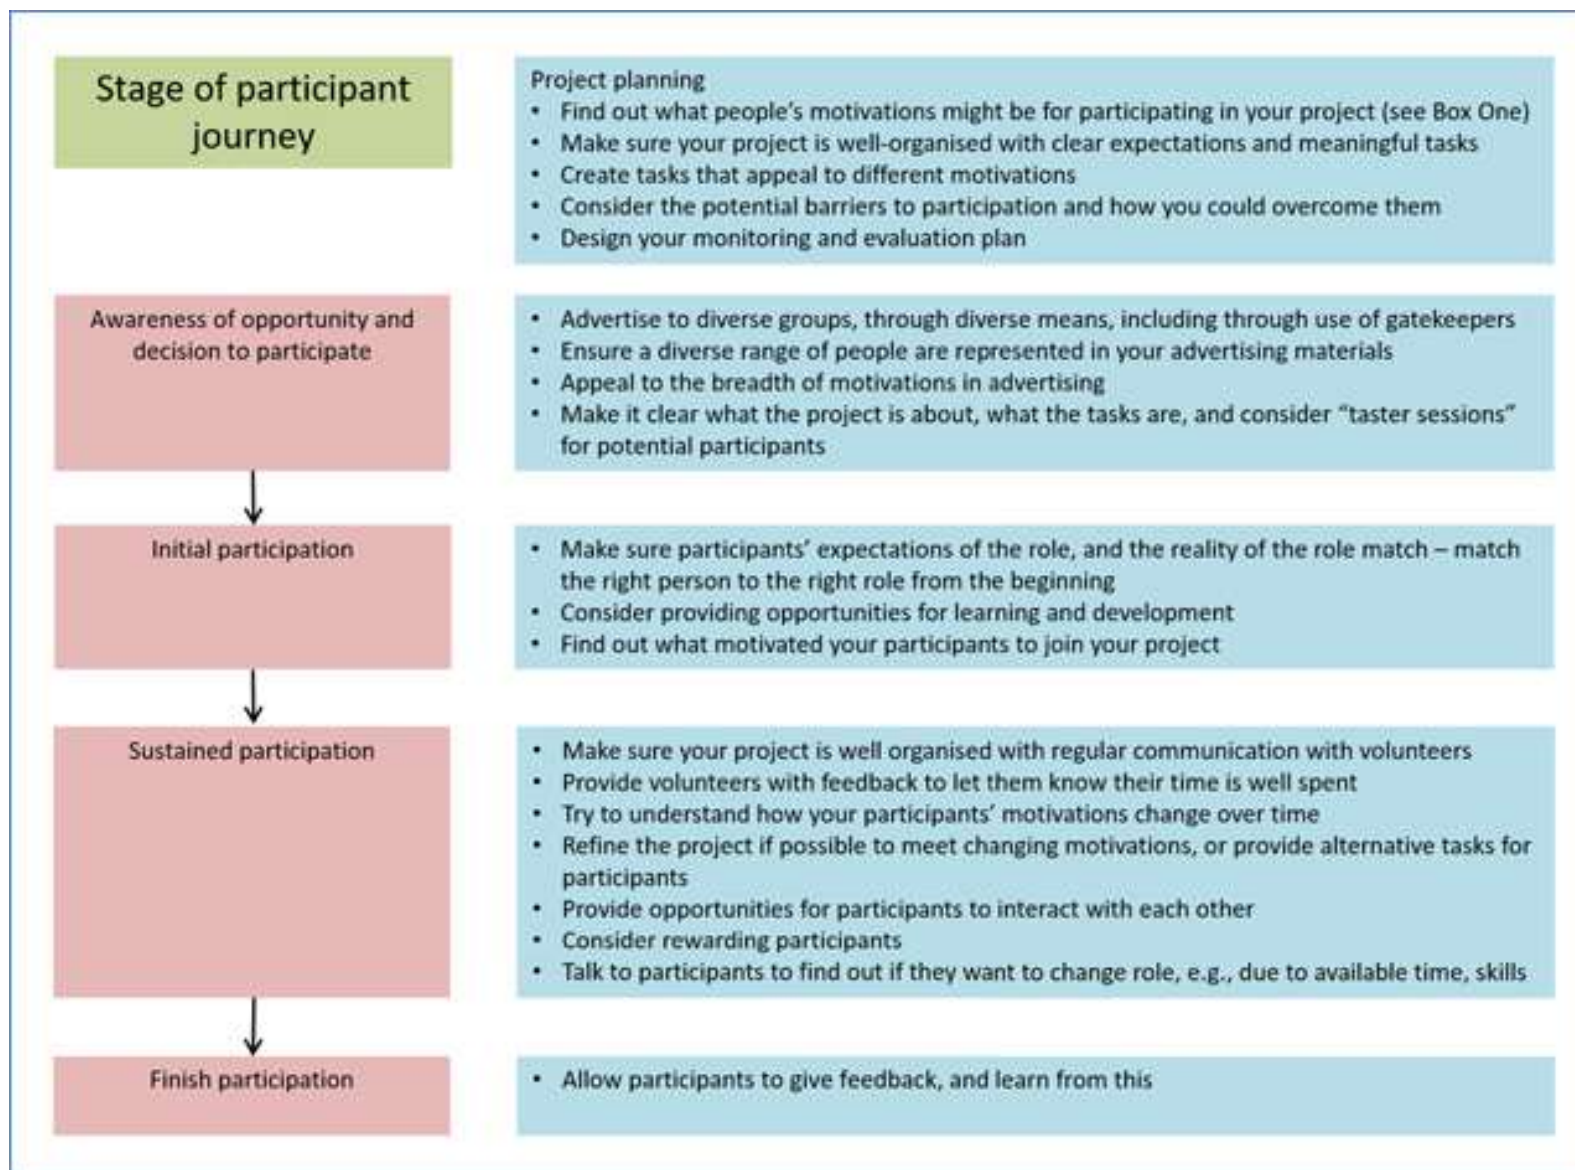 Stage of participant
journey
Project planning
• Find out what people’s motivations might be for participating in your project (see Box One)
• Make sure your project is well-organised with clear expectations and meaningful tasks
• Create tasks that appeal to different motivations
• Consider the potential barriers to participation and how you could overcome them
• Design your monitoring and evaluation plan
Awareness of opportunity and
decision to participate
• Advertise to diverse groups, through diverse means, including through use of gatekeepers
• Ensure a diverse range of people are represented in your advertising materials
• Appeal to the breadth of motivations in advertising
• Make it clear what the project is about, what the tasks are, and consider “taster sessions”
for potential participants
Initial participation
• Make sure participants’ expectations of the role, and the reality of the role match – match
the right person to the right role from the beginning
• Consider providing opportunities for learning and development
• Find out what motivated your participants to join your project
Sustained participation
• Make sure your project is well organised with regular communication with volunteers
• Provide volunteers with feedback to let them know their time is well spent
• Try to understand how your participants’ motivations change over time
• Refine the project if possible to meet changing motivations, or provide alternative tasks for
participants
• Provide opportunities for participants to interact with each other
• Consider rewarding participants
• Talk to participants to find out if they want to change role, e.g., due to available time, skills
Finish participation
• Allow participants to give feedback, and learn from this